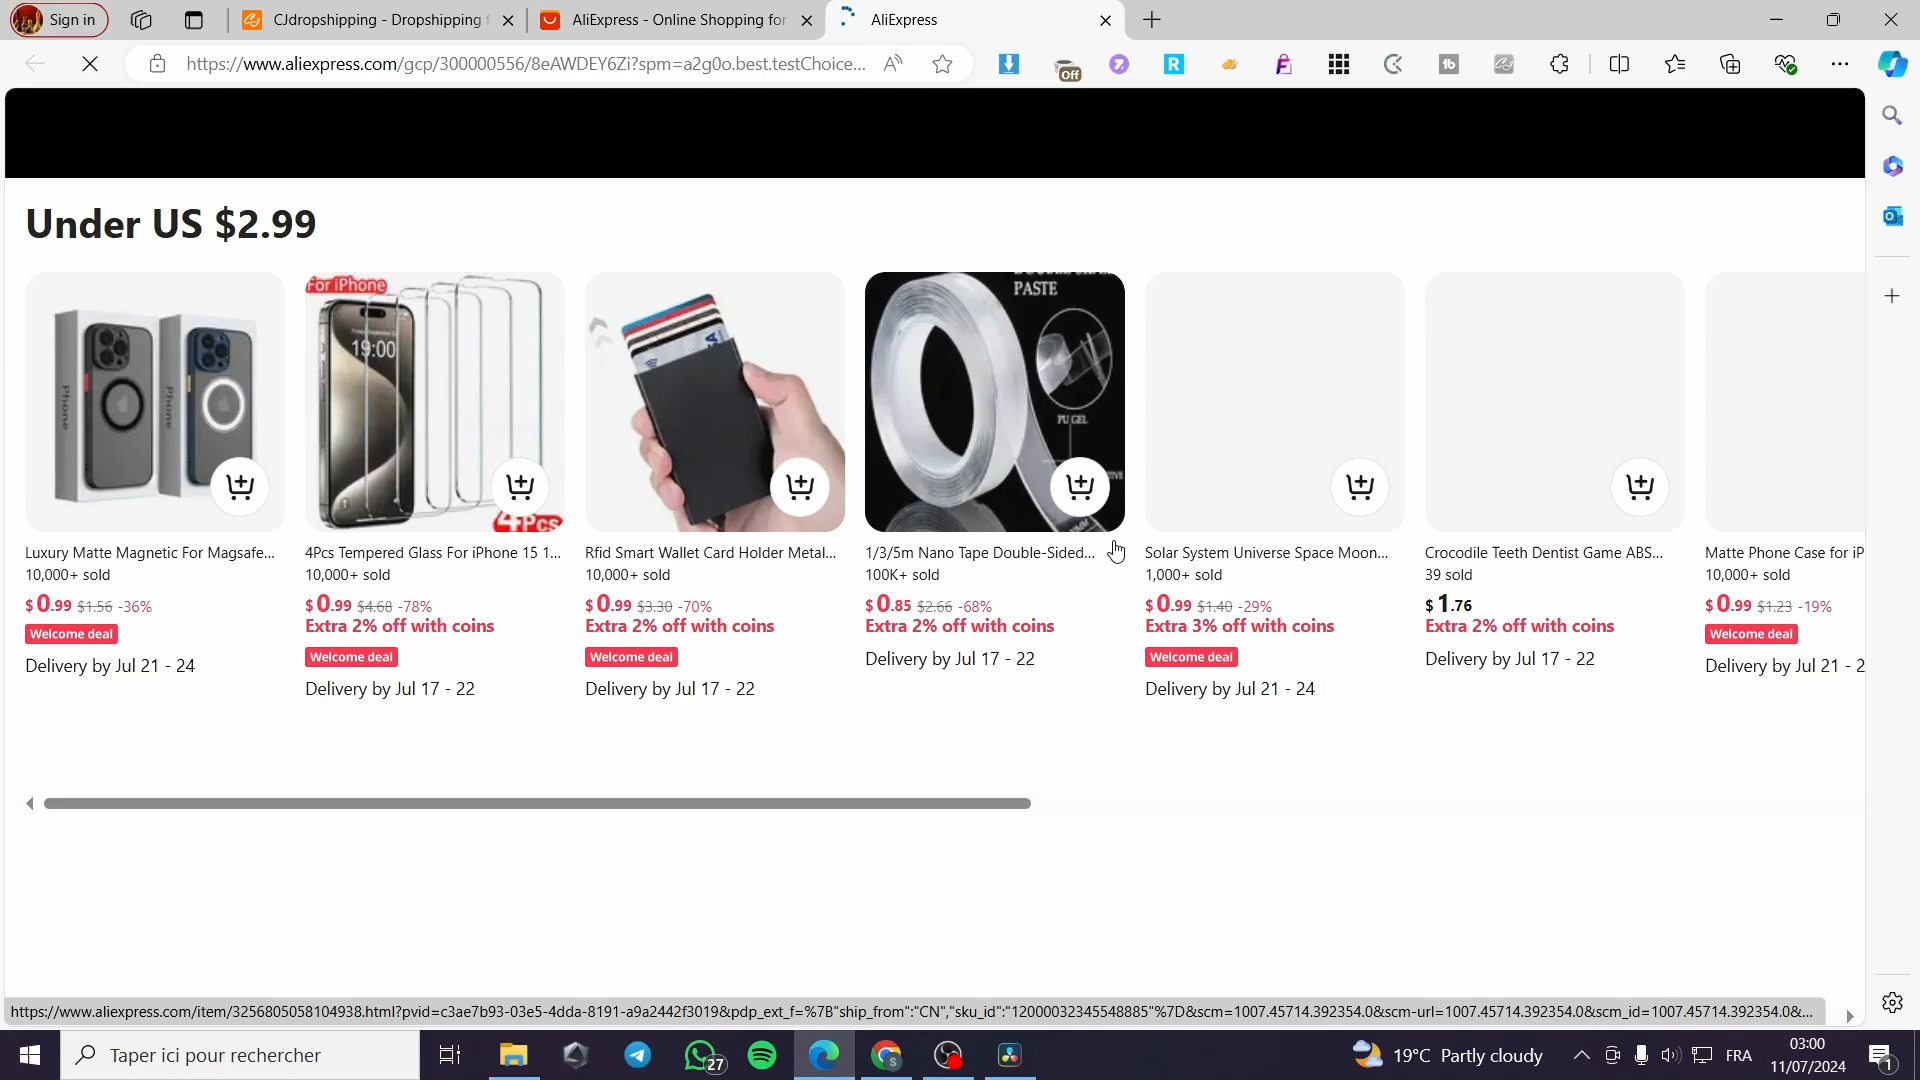 Sign in
CJdropshipping - Dropshipping f
AliExpress - Online Shopping for
AliExpress
https://www.aliexpress.com/gcp/300000556/8eAWDEY6Zi?spm=a2g0o.best.testChoice...
Off
Under US $2.99
For iPhone
19:00
4Pcs
PASTE
PU GEL
Luxury Matte Magnetic For Magsafe...
10,000+ sold
$0.99 $1.56 -36%
Welcome deal
Delivery by Jul 21 - 24
4Pcs Tempered Glass For iPhone 15 1...
10,000+ sold
$0.99 $4.68 -78%
Extra 2% off with coins
Welcome deal
Delivery by Jul 17 - 22
Rfid Smart Wallet Card Holder Metal...
10,000+ sold
$0.99 $3.30 -70%
Extra 2% off with coins
Welcome deal
Delivery by Jul 17 - 22
1/3/5m Nano Tape Double-Sided...
100K+ sold
$0.85 $2.66 -68%
Extra 2% off with coins
Delivery by Jul 17 - 22
Solar System Universe Space Moon...
1,000+ sold
$0.99 $1.40 -29%
Extra 3% off with coins
Welcome deal
Delivery by Jul 21 - 24
Crocodile Teeth Dentist Game ABS...
39 sold
$1.76
Extra 2% off with coins
Delivery by Jul 17 - 22
Matte Phone Case for iP
10,000+ sold
$0.99 $1.23 -19%
Welcome deal
Delivery by Jul 21 - 2
https://www.aliexpress.com/item/3256805058104938.html?pvid=c3ae7b93-03e5-4dda-8191-a9a2442f3019&pdp_ext_f=%7B"ship_from":"CN","sku_id":"12000032345548885"%7D&scm=1007.45714.392354.0&scm-url=1007.45714.392354.0&scm_id=1007.45714.392354.0&...
Taper ici pour rechercher
27
19°C Partly cloudy
FRA
03:00
11/07/2024
1